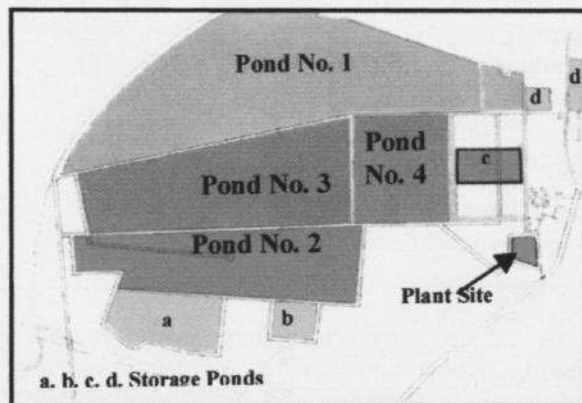 Pond No. 1
d
d
Pond
No. 4
c
Pond No. 3
Pond No. 2
Plant Site
a
b
a. b. c. d. Storage Ponds